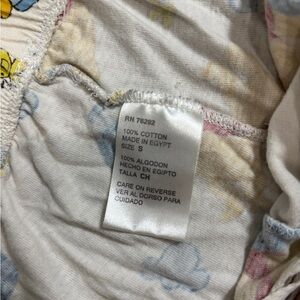 RN 76292
100% COTTON
MADE IN EGYPT
SIZE S
100% ALGODON
HECHO EN EGIPTO
TALLA CH
CARE ON REVERSE
VER AL DORSO PARA
CUIDADO